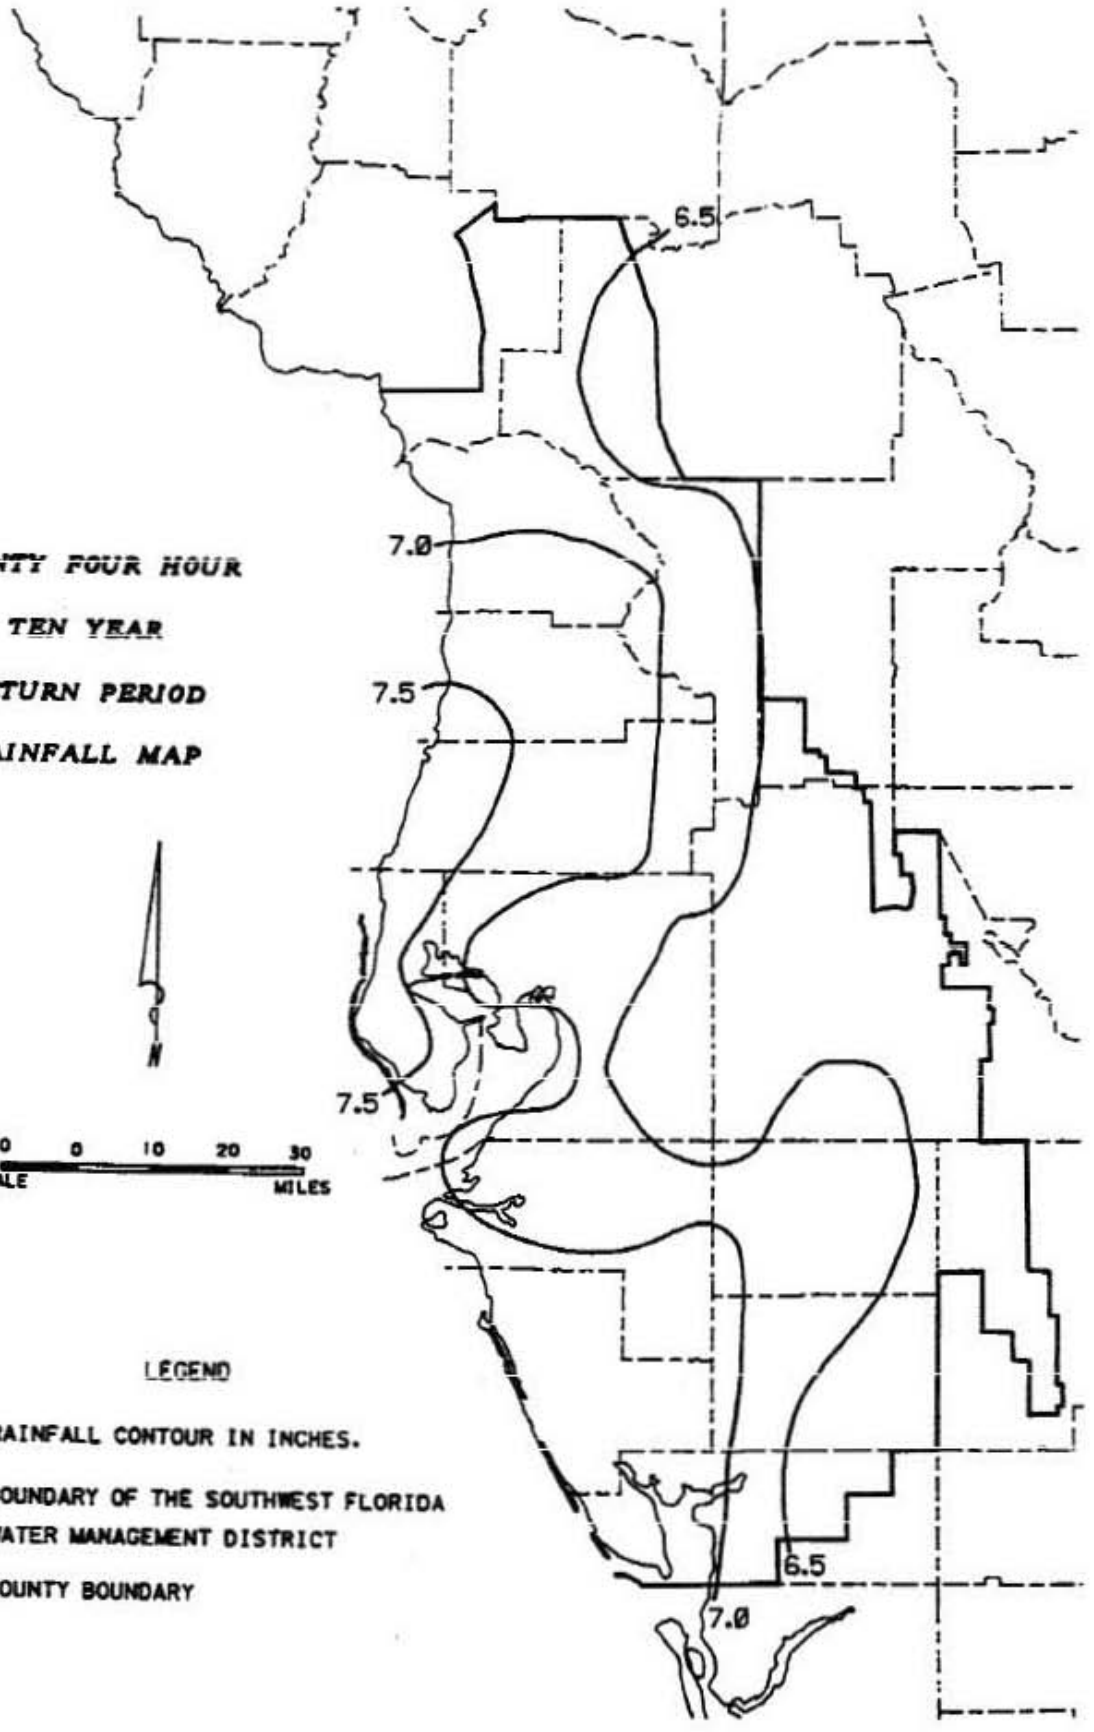 6.5
7.0
NTY FOUR HOUR
TEN YEAR
TURN PERIOD
AINFALL MAP
7.5
N
7.5
0 0 10 20 30
ALE MILES
LEGEND
RAINFALL CONTOUR IN INCHES.
OUNDARY OF THE SOUTHWEST FLORIDA
WATER MANAGEMENT DISTRICT
OUNTY BOUNDARY
6.5
7.0